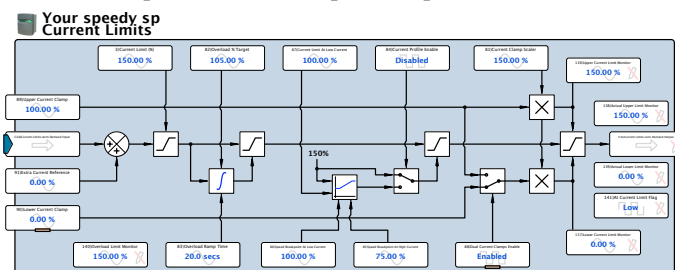 Your speedy sp
Current Limits
3)Current Limit (%)
150.00 %
82)Overload % Target
105.00 %
87)Current Limit At Low Current
100.00 %
84)Current Profile Enable
Disabled
81)Current Clamp Scaler
150.00 %
138)Upper Current Limit Monitor
150.00 %
89)Upper Current Clamp
100.00 %
138)Actual Upper Limit Monitor
150.00 %
91)Extra Current Reference
0.00 %
150%
139)Actual Lower Limit Monitor
0.00 %
90)Lower Current Clamp
0.00 %
141)At Current Limit Flag
Low
140)Overload Limit Monitor
150.00 %
83)Overload Ramp Time
20.0 secs
100.00 %
75.00 %
88)Dual Current Clamps Enable
Enabled
137)Lower Current Limit Monitor
0.00 %